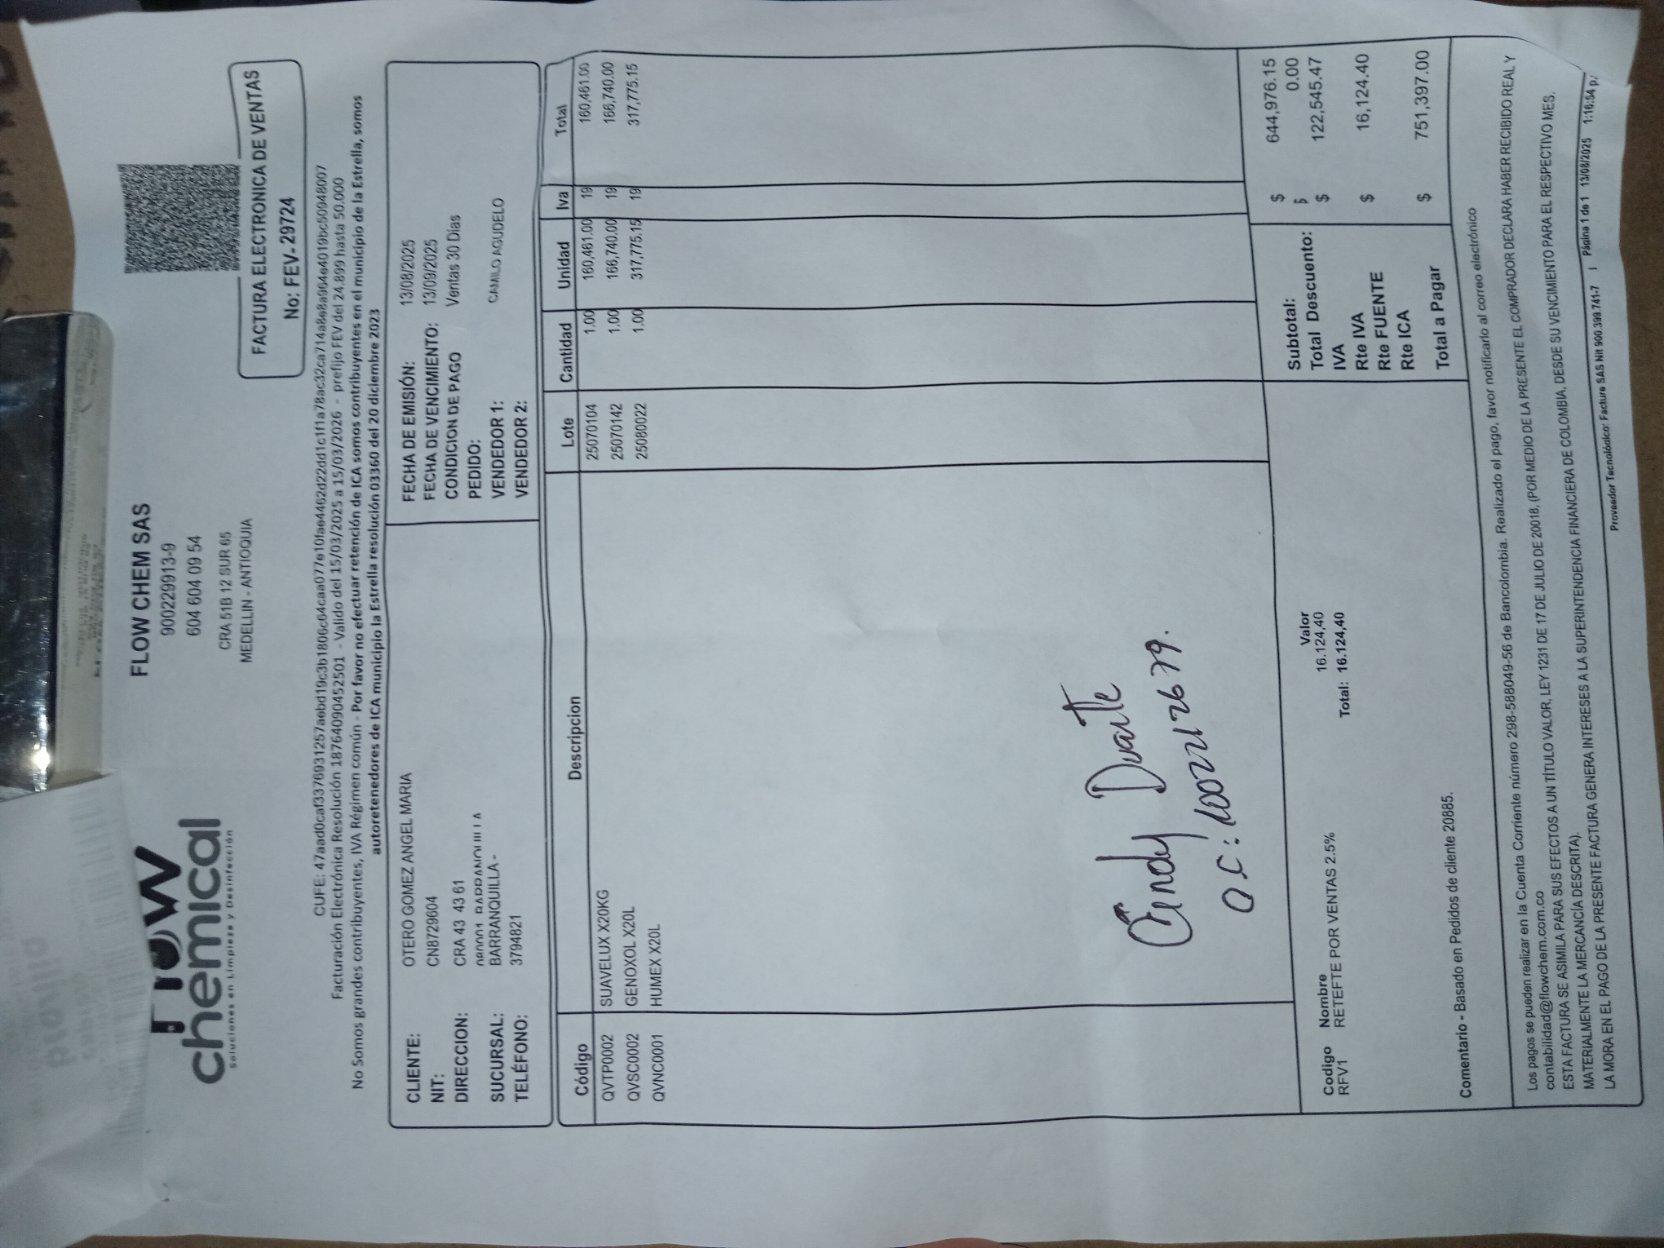 flow
chemical
Soluciones en Limpieza y Desinfección
FLOW CHEM SAS
900229913-9
604 604 09 54
CRA 51B 12 SUR 65
MEDELLIN - ANTIOQUIA
FACTURA ELECTRONICA DE VENTAS
No: FEV- 29724
Facturación Electrónica Resolución 18764090452501 - Valido del 15/03/2025 a 15/03/2026 - prefijo FEV del 24.899 hasta 50.000
No Somos grandes contribuyentes, IVA Régimen común - Por favor no efectuar retención de ICA somos contribuyentes en el municipio de la Estrella, somos
autoretenedores de ICA municipio la Estrella resolución 03360 del 20 diciembre 2023
CLIENTE: OTERO GOMEZ ANGEL MARIA
NIT: CN8729604
DIRECCION: CRA 43 43 61
SUCURSAL: BARRANQUILLA -
TELÉFONO: 3794821
FECHA DE EMISIÓN: 13/08/2025
FECHA DE VENCIMIENTO: 13/09/2025
CONDICION DE PAGO Ventas 30 Dias
PEDIDO:
VENDEDOR 1: CAMILO AGUDELO
VENDEDOR 2:
Código Descripcion Lote Cantidad Unidad Iva Total
QVTP0002 SUAVELUX X20KG 25070104 1.00 160,461.00 19 160,461.00
QVSC0002 GENOXOL X20L 25070142 1.00 166,740.00 19 166,740.00
QVNC0001 HUMEX X20L 25080022 1.00 317,775.15 19 317,775.15
Cindy Duarte
CC: 1002212679.
Subtotal: $ 644,976.15
Total Descuento: $ 0.00
IVA $ 122,545.47
Rte IVA
Rte FUENTE $ 16,124.40
Rte ICA
Total a Pagar $ 751,397.00
Codigo Nombre Valor
RFV1 RETEFTE POR VENTAS 2.5% 16.124,40
Total: 16.124,40
Comentario - Basado en Pedidos de cliente 20885.
Los pagos se pueden realizar en la Cuenta Corriente número 298-588049-56 de Bancolombia. Realizado el pago, favor notificarlo al correo electrónico
contabilidad@flowchem.com.co
ESTA FACTURA SE ASIMILA PARA SUS EFECTOS A UN TÍTULO VALOR, LEY 1231 DE 17 DE JULIO DE 20018, (POR MEDIO DE LA PRESENTE EL COMPRADOR DECLARA HABER RECIBIDO REAL Y
MATERIALMENTE LA MERCANCÍA DESCRITA).
LA MORA EN EL PAGO DE LA PRESENTE FACTURA GENERA INTERESES A LA SUPERINTENDENCIA FINANCIERA DE COLOMBIA, DESDE SU VENCIMIENTO PARA EL RESPECTIVO MES.
Proveedor Tecnológico: Facture SAS Nit 900.399.741-7 | Página 1 de 1 13/08/2025 1:16:54 p.